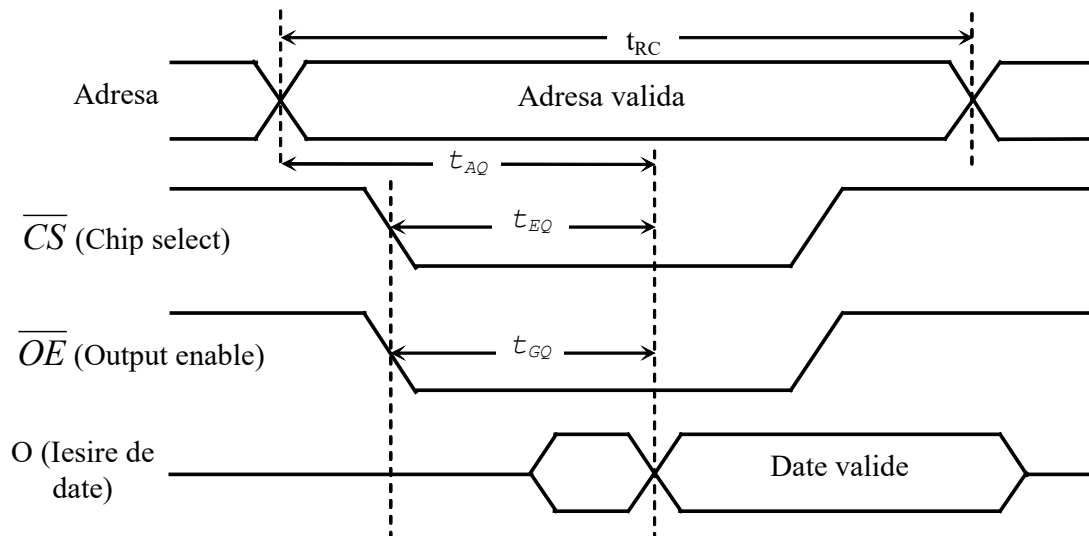 t_RC
Adresa
Adresa valida
t_AQ
CS (Chip select)
t_EQ
OE (Output enable)
t_GQ
O (Iesire de
date)
Date valide